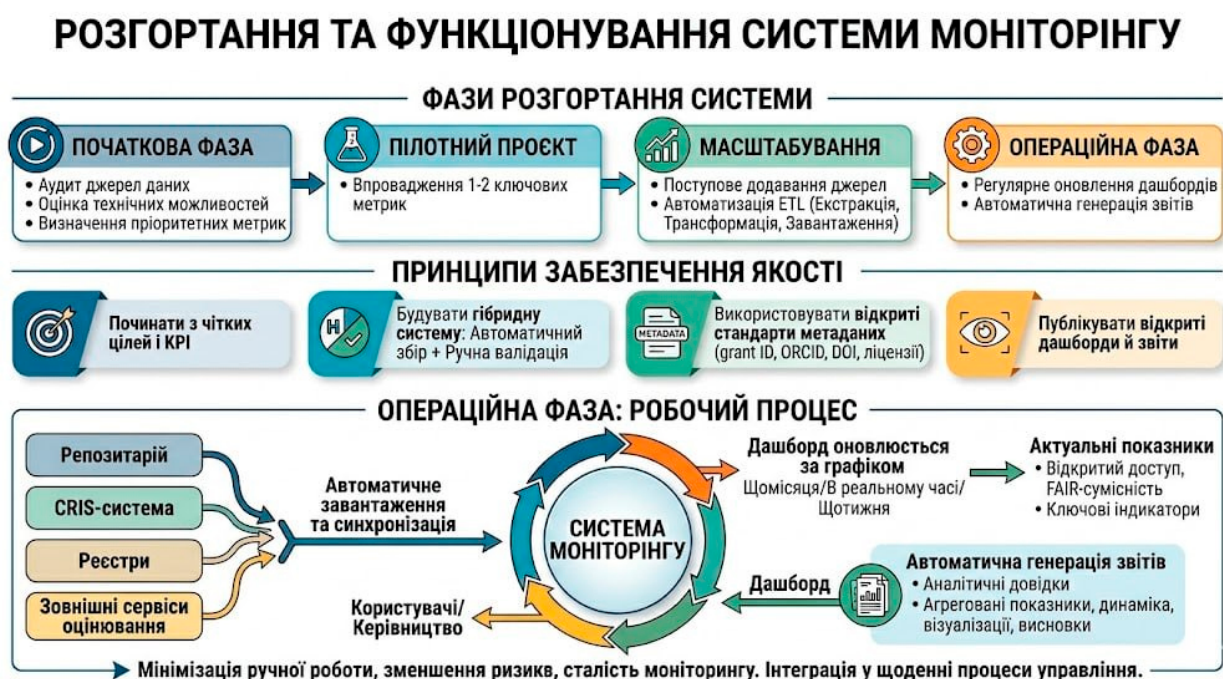 РОЗГОРТАННЯ ТА ФУНКЦІОНУВАННЯ СИСТЕМИ МОНІТОРІНГУ
ФАЗИ РОЗГОРТАННЯ СИСТЕМИ
ПОЧАТКОВА ФАЗА
• Аудит джерел даних
• Оцінка технічних можливостей
• Визначення пріоритетних метрик
ПІЛОТНИЙ ПРОЄКТ
• Впровадження 1-2 ключових
метрик
МАСШТАБУВАННЯ
• Поступове додавання джерел
• Автоматизація ETL (Екстракція,
Трансформація, Завантаження)
ОПЕРАЦІЙНА ФАЗА
• Регулярне оновлення дашбордів
• Автоматична генерація звітів
ПРИНЦИПИ ЗАБЕЗПЕЧЕННЯ ЯКОСТІ
Починати з чітких
цілей і KPI
H
Будувати гібридну
систему: Автоматичний
збір + Ручна валідація
METADATA
Використовувати відкриті
стандарти метаданих
(grant ID, ORCID, DOI, ліцензії)
Публікувати відкриті
дашборди й звіти
ОПЕРАЦІЙНА ФАЗА: РОБОЧИЙ ПРОЦЕС
Репозитарій
CRIS-система
Реєстри
Зовнішні сервіси
оцінювання
Автоматичне
завантаження
та синхронізація
СИСТЕМА
МОНІТОРИНГУ
Користувачі/
Керівництво
Дашборд оновлюється
за графіком
Щомісяця/В реальному часі/
Щотижня
Актуальні показники
• Відкритий доступ,
FAIR-сумісність
• Ключові індикатори
Дашборд
Автоматична генерація звітів
• Аналітичні довідки
• Агреговані показники, динаміка,
візуалізації, висновки
Мінімізація ручної роботи, зменшення ризикв, сталість моніторингу. Інтеграція у щоденні процеси управління.